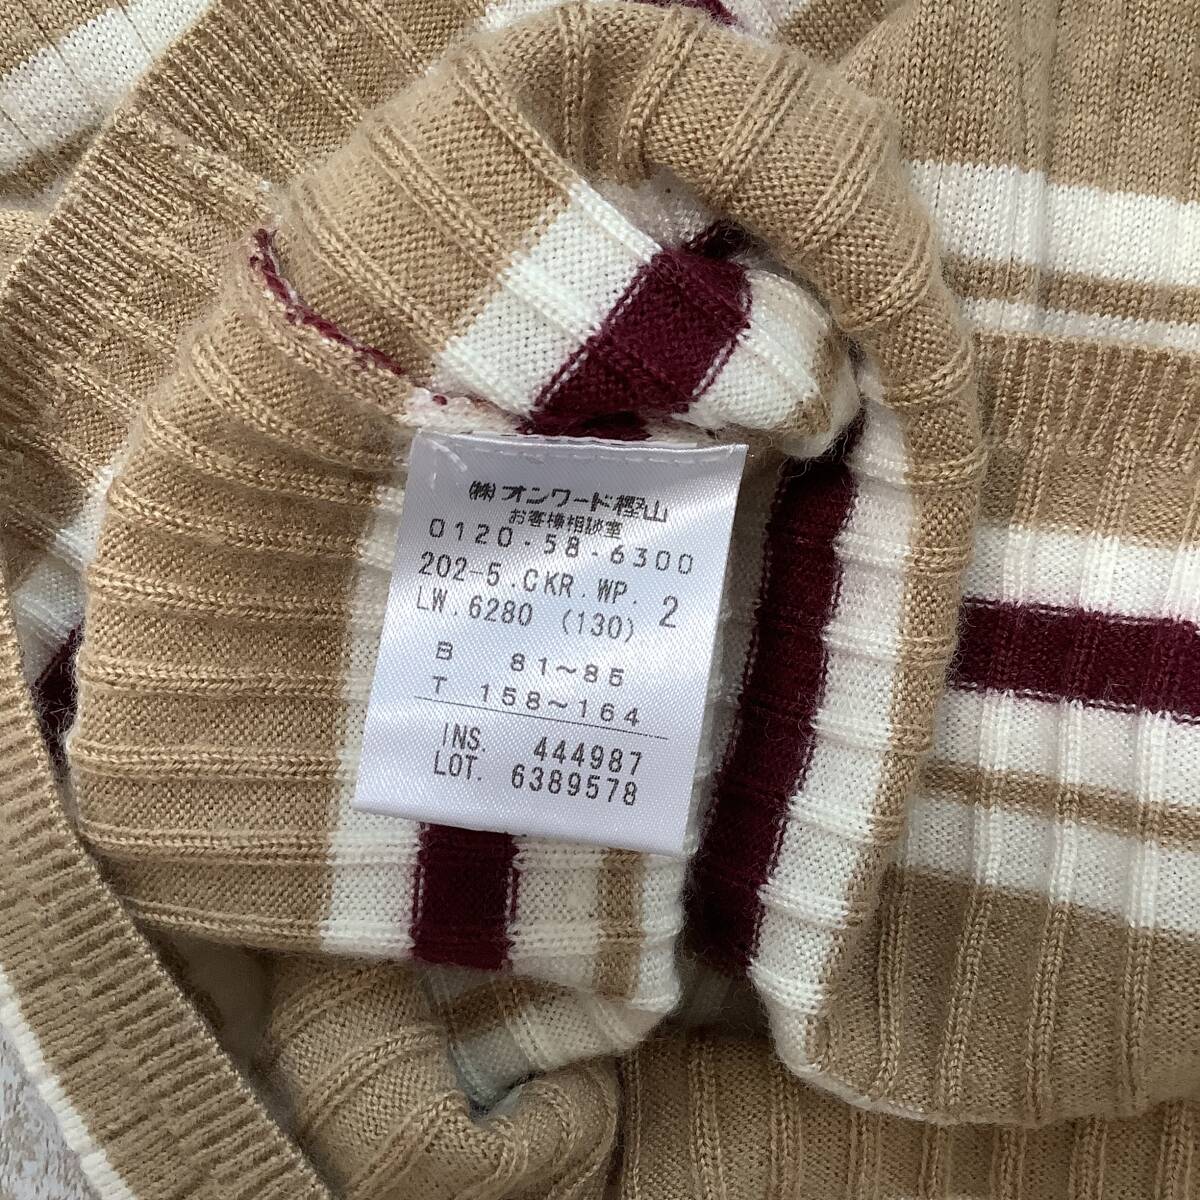 (株)オンワード樫山
お客様相談室
0120-58-6300
202-5.CKR.WP. 2
LW.6280 (130)
B 81~85
T 158~164
INS. 444987
LOT. 6389578